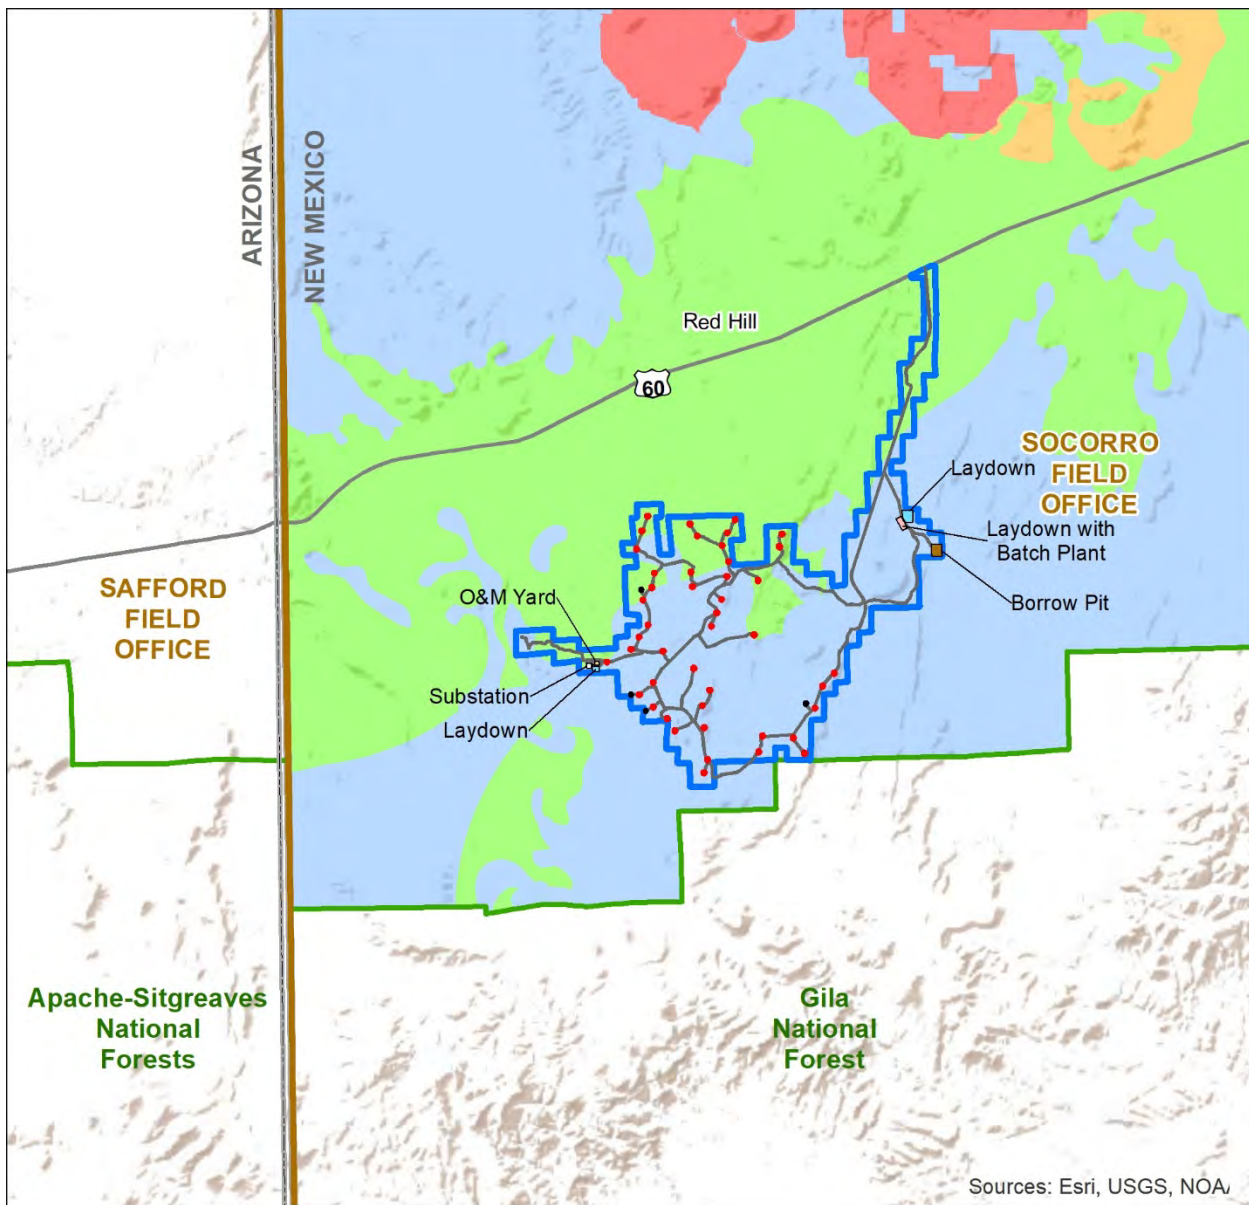 ARIZONA
NEW MEXICO
Red Hill
60
SOCORRO
FIELD
OFFICE
Laydown
Laydown with
Batch Plant
Borrow Pit
SAFFORD
FIELD
OFFICE
O&M Yard
Substation
Laydown
Apache-Sitgreaves
National
Forests
Gila
National
Forest
Sources: Esri, USGS, NOA